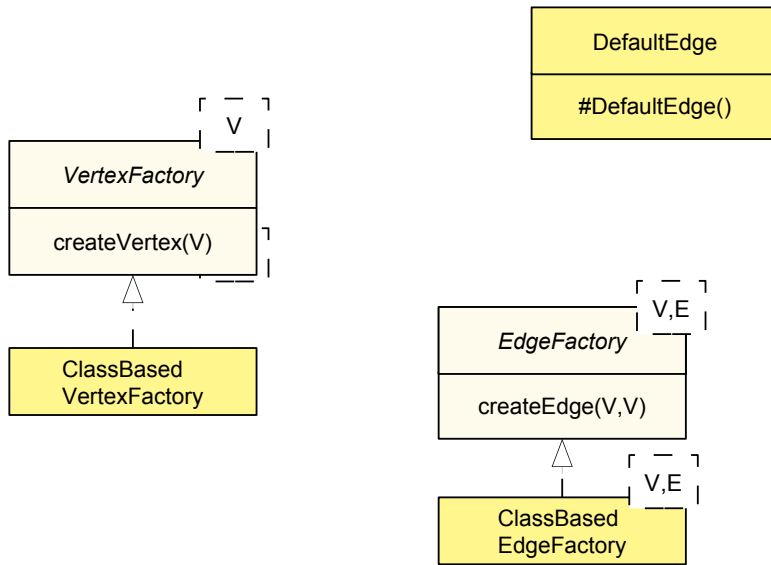 DefaultEdge
#DefaultEdge()
V
VertexFactory
createVertex(V)
ClassBased
VertexFactory
V,E
EdgeFactory
createEdge(V,V)
V,E
ClassBased
EdgeFactory